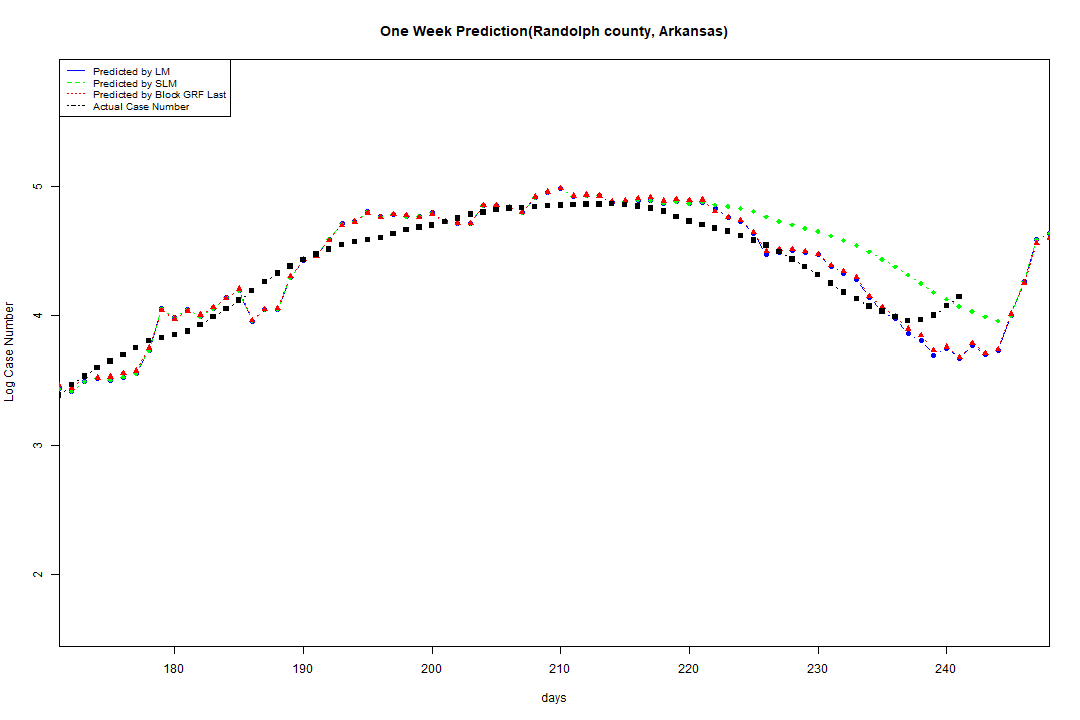 One Week Prediction(Randolph county, Arkansas)
Predicted by LM
Predicted by SLM
Predicted by Block GRF Last
Actual Case Number
5
4
3
2
Log Case Number
180 190 200 210 220 230 240
days